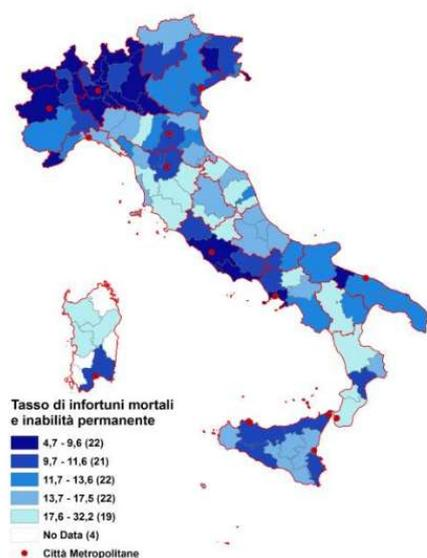 Tasso di infortuni mortali
e inabilità permanente
4,7 - 9,6 (22)
9,7 - 11,6 (21)
11,7 - 13,6 (22)
13,7 - 17,5 (22)
17,6 - 32,2 (19)
No Data (4)
Città Metropolitane